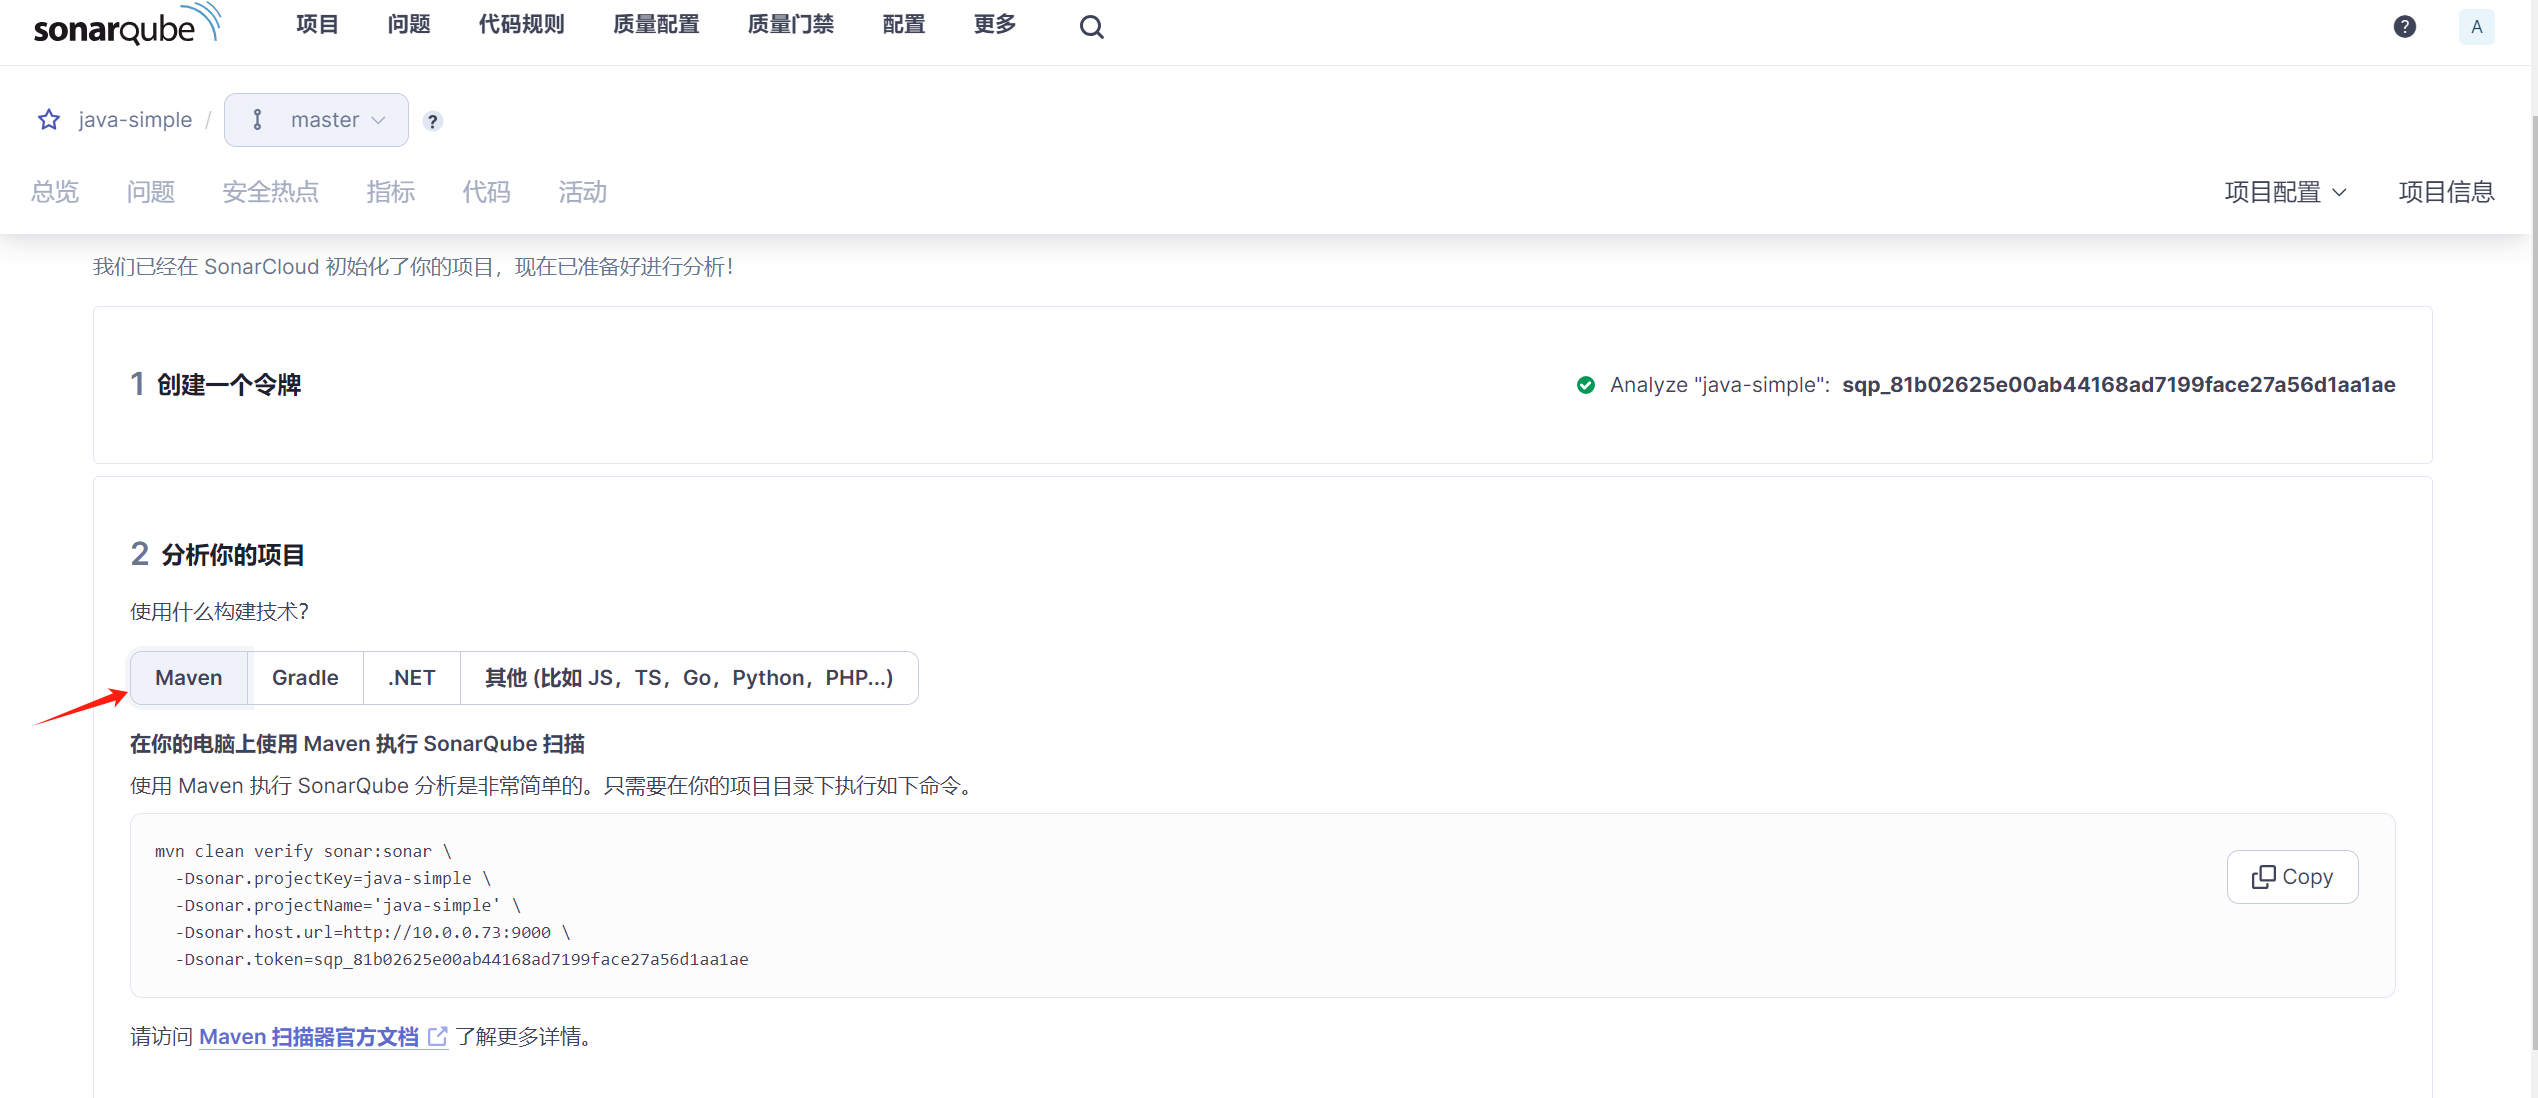 sonarqube 项目 问题 代码规则 质量配置 质量门禁 配置 更多 ? A
java-simple / master ?
总览 问题 安全热点 指标 代码 活动 项目配置 项目信息
我们已经在 SonarCloud 初始化了你的项目，现在已准备好进行分析！
1 创建一个令牌 Analyze "java-simple": sqp_81b02625e00ab44168ad7199face27a56d1aa1ae
2 分析你的项目
使用什么构建技术？
Maven Gradle .NET 其他 (比如 JS，TS，Go，Python，PHP...)
在你的电脑上使用 Maven 执行 SonarQube 扫描
使用 Maven 执行 SonarQube 分析是非常简单的。只需要在你的项目目录下执行如下命令。
mvn clean verify sonar:sonar \
-Dsonar.projectKey=java-simple \
Copy
-Dsonar.projectName='java-simple' \
-Dsonar.host.url=http://10.0.0.73:9000 \
-Dsonar.token=sqp_81b02625e00ab44168ad7199face27a56d1aa1ae
请访问 Maven 扫描器官方文档 了解更多详情。